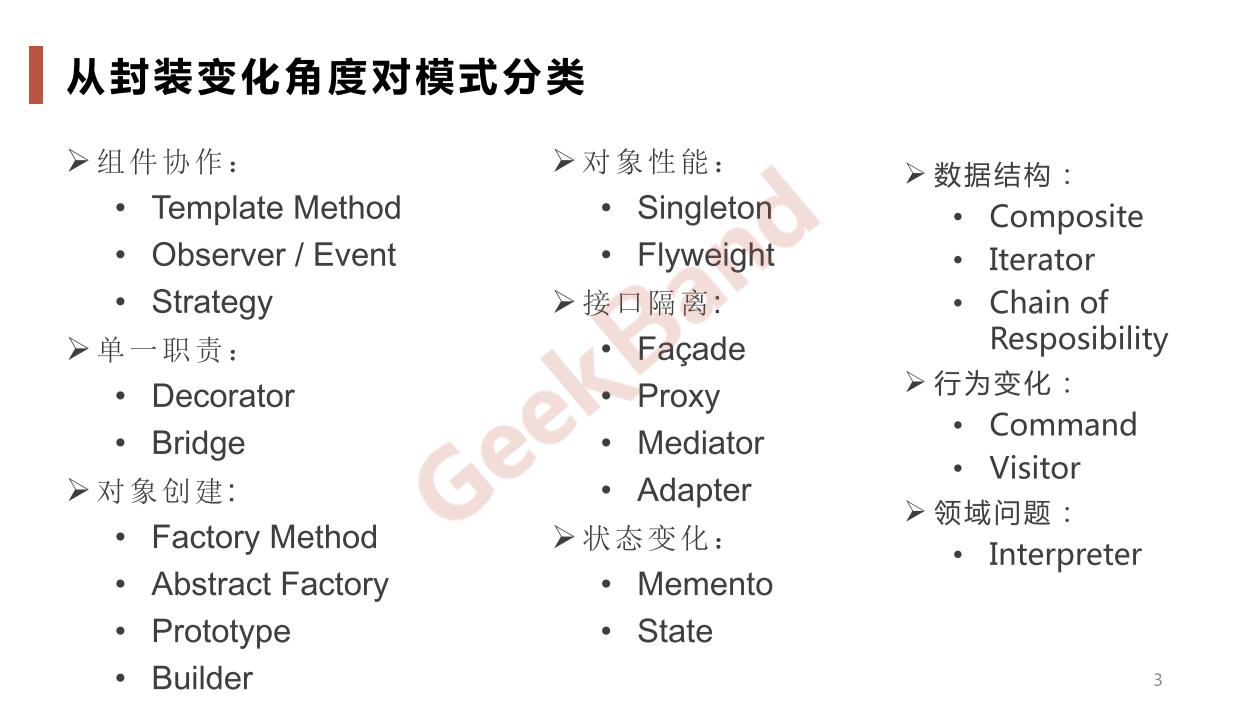 从封装变化角度对模式分类
➢组件协作：
• Template Method
• Observer / Event
• Strategy
➢单一职责：
• Decorator
• Bridge
➢对象创建:
• Factory Method
• Abstract Factory
• Prototype
• Builder
➢对象性能：
• Singleton
• Flyweight
➢接口隔离:
• Façade
• Proxy
• Mediator
• Adapter
➢状态变化：
• Memento
• State
➢数据结构：
• Composite
• Iterator
• Chain of
Resposibility
➢行为变化：
• Command
• Visitor
➢领域问题：
• Interpreter
GeekBand
3